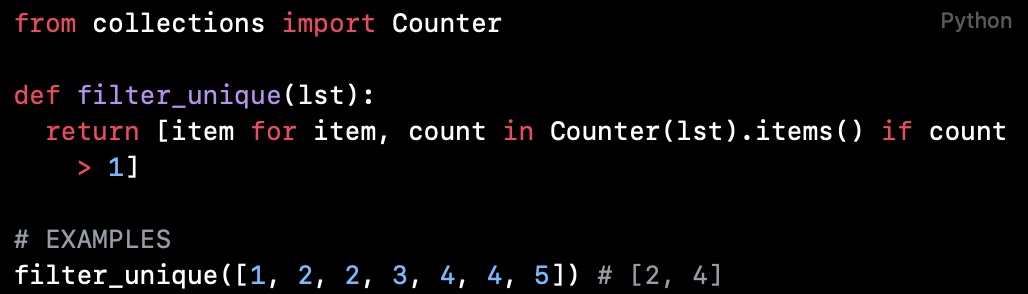 from collections import Counter
Python
def filter_unique(lst):
  return [item for item, count in Counter(lst).items() if count
    > 1]
# EXAMPLES
filter_unique([1, 2, 2, 3, 4, 4, 5]) # [2, 4]